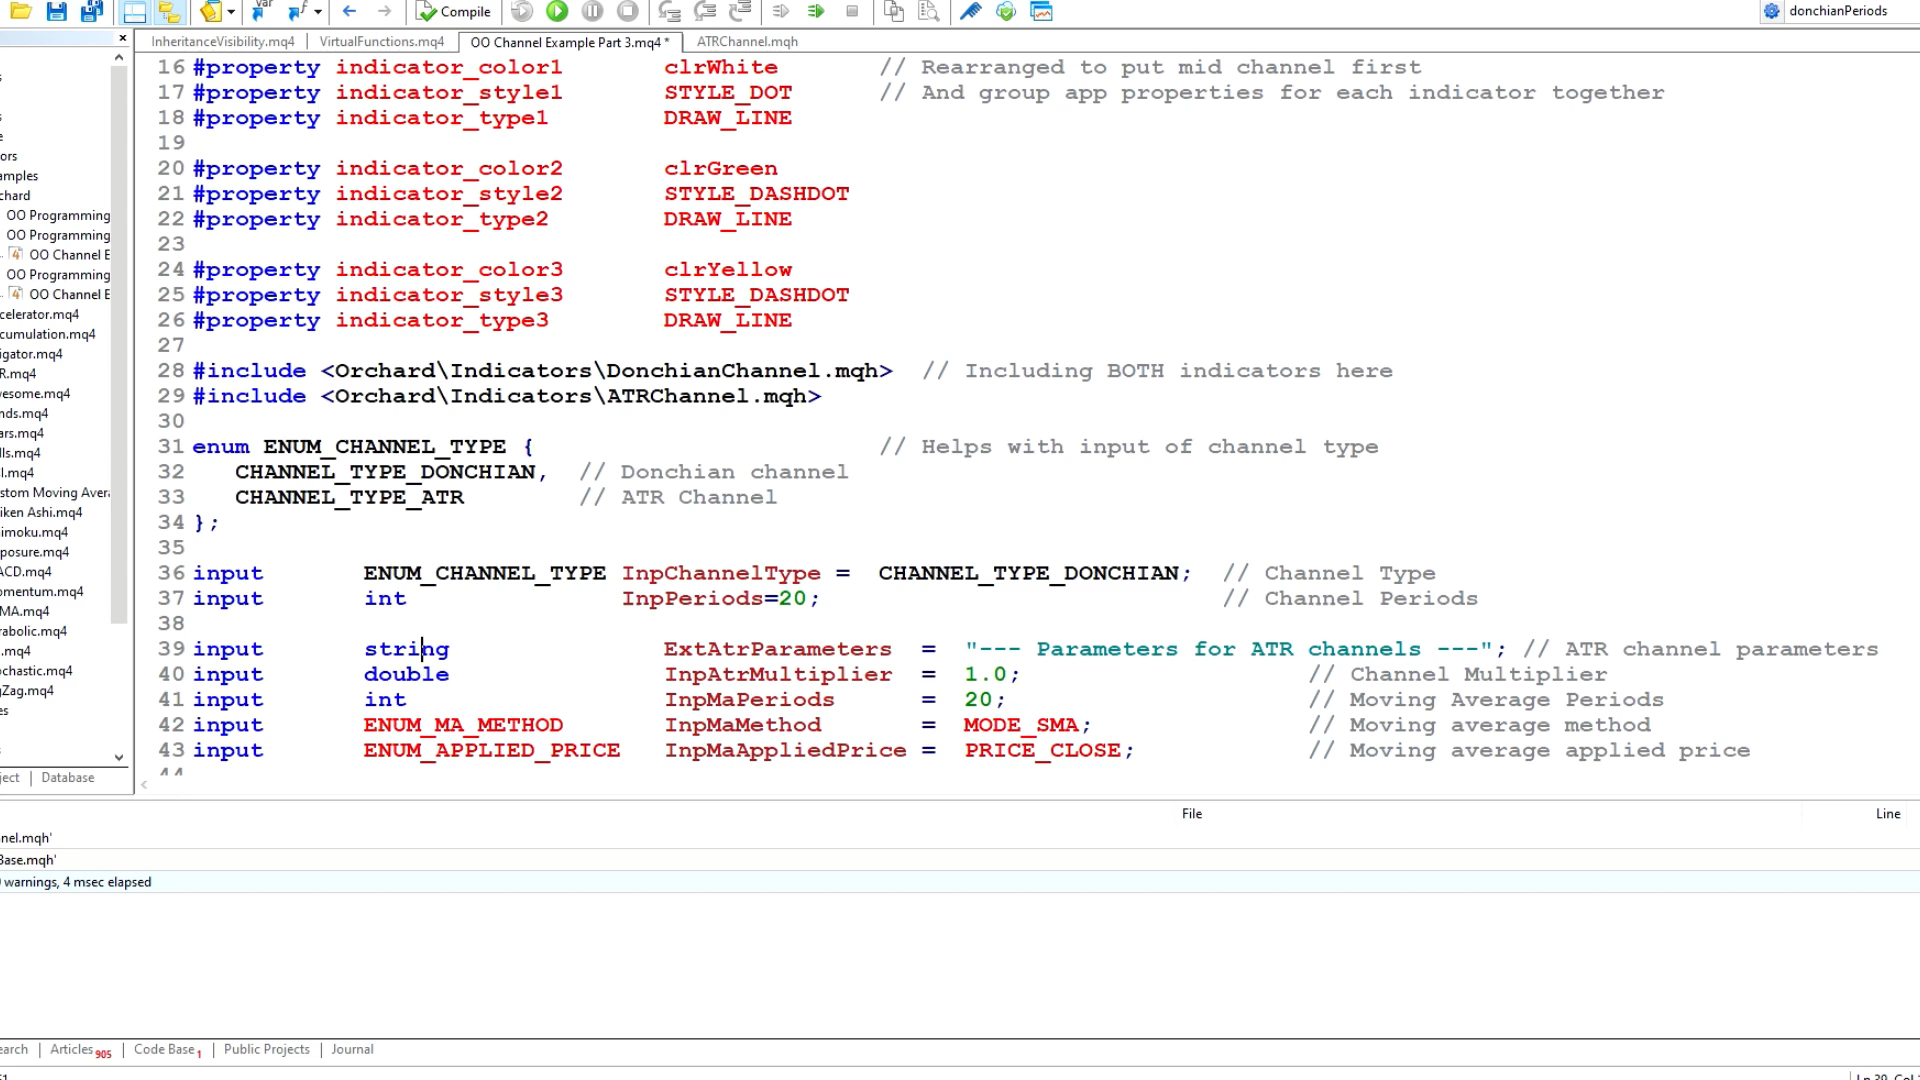 Compile
donchianPeriods
InheritanceVisibility.mq4 VirtualFunctions.mq4 OO Channel Example Part 3.mq4 * ATRChannel.mqh
16 #property indicator_color1 clrWhite // Rearranged to put mid channel first
17 #property indicator_style1 STYLE_DOT // And group app properties for each indicator together
18 #property indicator_type1 DRAW_LINE
19
20 #property indicator_color2 clrGreen
21 #property indicator_style2 STYLE_DASHDOT
22 #property indicator_type2 DRAW_LINE
23
24 #property indicator_color3 clrYellow
25 #property indicator_style3 STYLE_DASHDOT
26 #property indicator_type3 DRAW_LINE
27
28 #include <Orchard\Indicators\DonchianChannel.mqh> // Including BOTH indicators here
29 #include <Orchard\Indicators\ATRChannel.mqh>
30
31 enum ENUM_CHANNEL_TYPE { // Helps with input of channel type
32 CHANNEL_TYPE_DONCHIAN, // Donchian channel
33 CHANNEL_TYPE_ATR // ATR Channel
34 };
35
36 input ENUM_CHANNEL_TYPE InpChannelType = CHANNEL_TYPE_DONCHIAN; // Channel Type
37 input int InpPeriods=20; // Channel Periods
38
39 input string ExtAtrParameters = "--- Parameters for ATR channels ---"; // ATR channel parameters
40 input double InpAtrMultiplier = 1.0; // Channel Multiplier
41 input int InpMaPeriods = 20; // Moving Average Periods
42 input ENUM_MA_METHOD InpMaMethod = MODE_SMA; // Moving average method
43 input ENUM_APPLIED_PRICE InpMaAppliedPrice = PRICE_CLOSE; // Moving average applied price
ors
amples
chard
OO Programming
OO Programming
OO Channel E
OO Programming
OO Channel E
celerator.mq4
cumulation.mq4
igator.mq4
R.mq4
vesome.mq4
nds.mq4
ars.mq4
lls.mq4
CI.mq4
stom Moving Aver
iken Ashi.mq4
imoku.mq4
posure.mq4
ACD.mq4
omentum.mq4
MA.mq4
rabolic.mq4
.mq4
ochastic.mq4
gZag.mq4
es
ject Database
File Line
nnel.mqh'
Base.mqh'
warnings, 4 msec elapsed
earch Articles 905 Code Base 1 Public Projects Journal